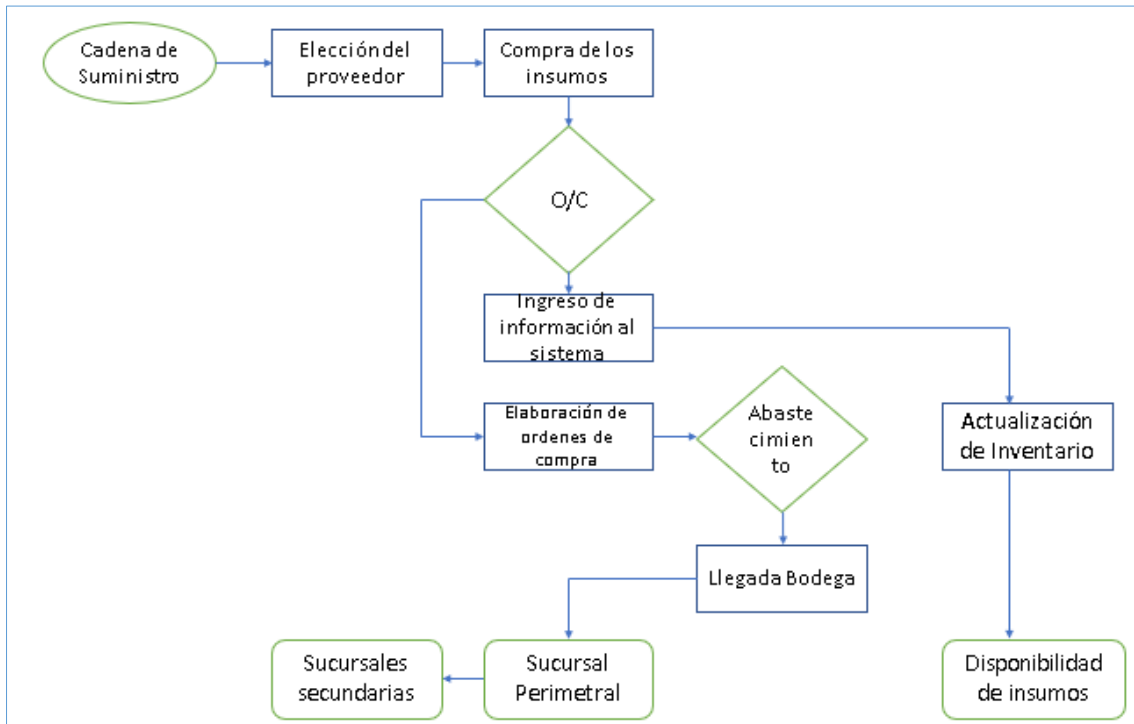 Cadena de
Suministro
Elección del
proveedor
Compra de los
insumos
O/C
Ingreso de
información al
sistema
Elaboración de
ordenes de
compra
Abaste
cimien
to
Actualización
de Inventario
Llegada Bodega
Sucursales
secundarias
Sucursal
Perimetral
Disponibilidad
de insumos